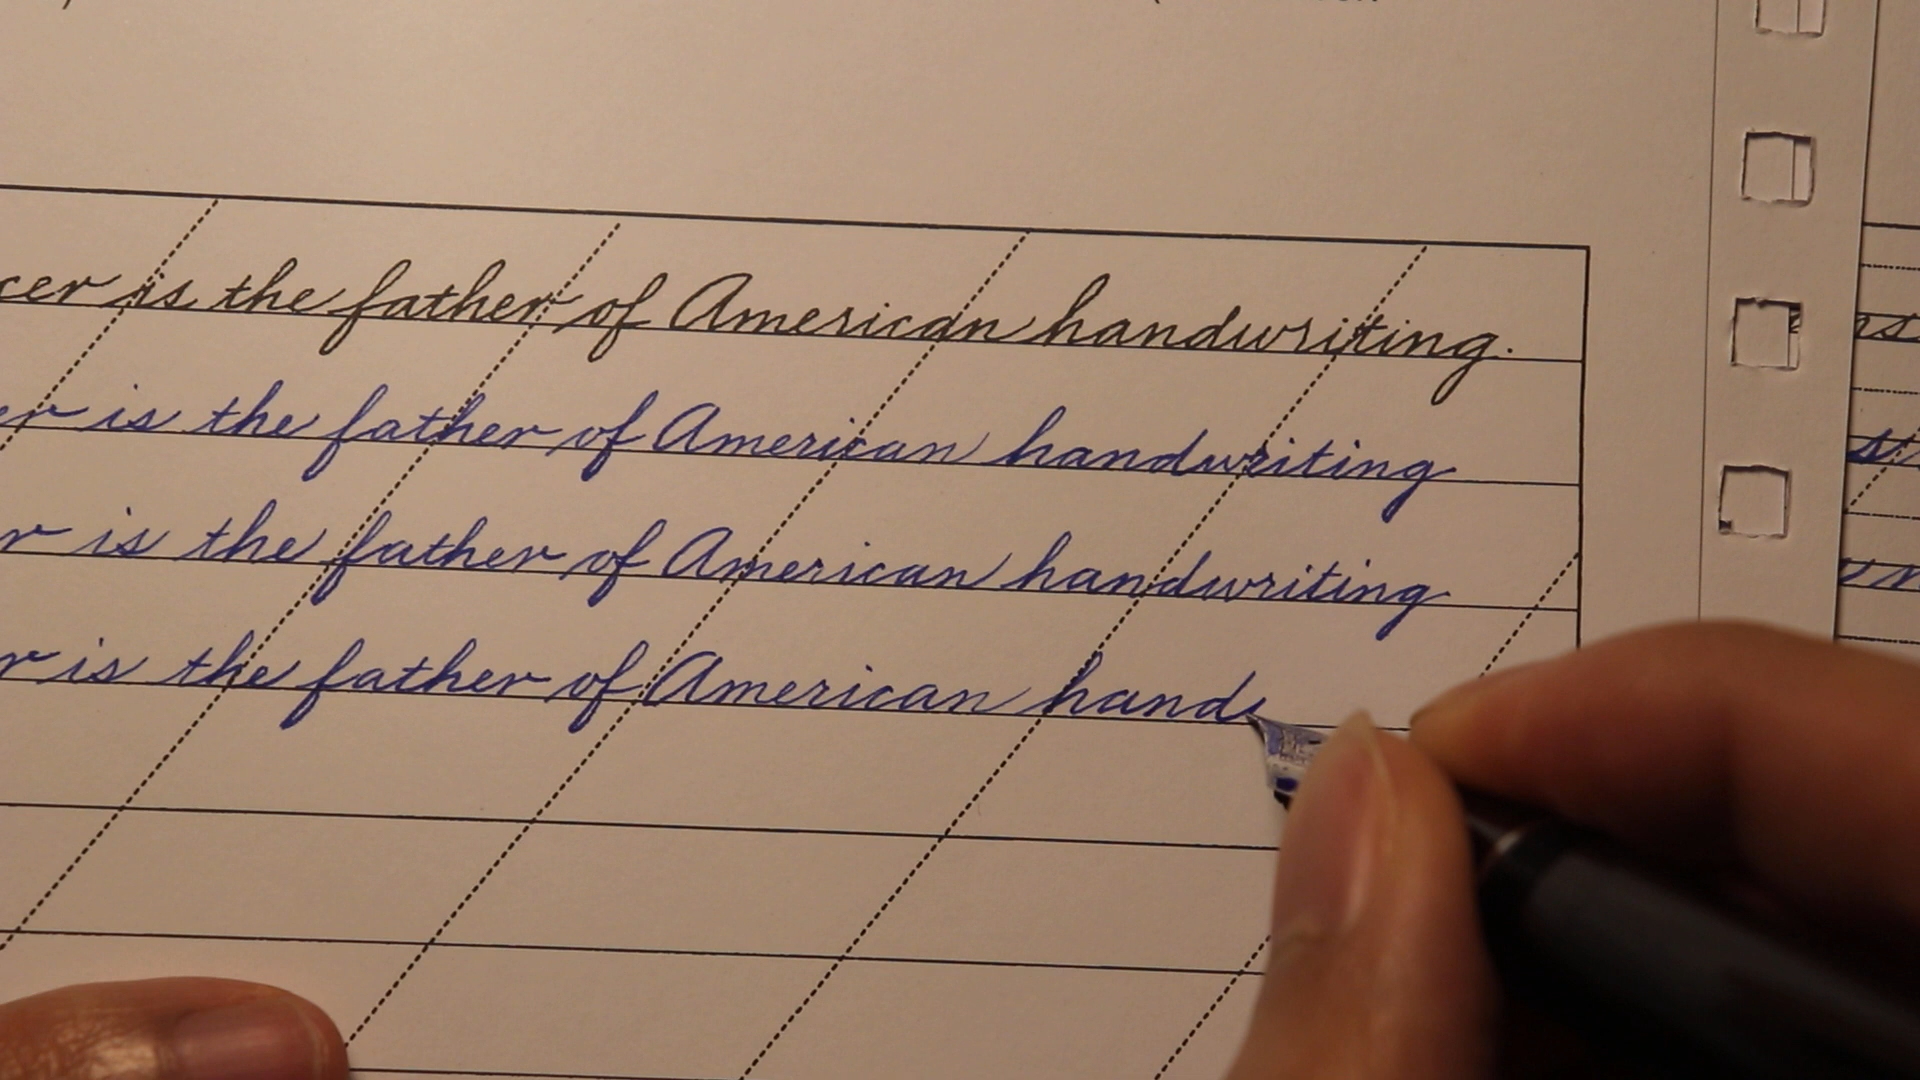 cer is the father of American handwriting.
er is the father of American handwriting
r is the father of American handwriting
r is the father of American hand